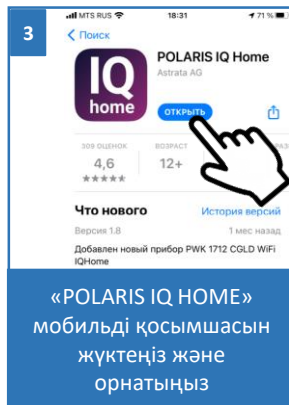 3
MTS RUS 18:31 71 %
Поиск
IQ
home
POLARIS IQ Home
Astrata AG
ОТКРЫТЬ
309 ОЦЕНОК ВОЗРАСТ
4,6 12+
★★★★★
Что нового История версий
Версия 1.8 1 мес назад
Добавлен новый прибор PWK 1712 CGLD WiFi
IQHome
«POLARIS IQ HOME»
мобильді қосымшасын
жүктеңіз және
орнатыңыз